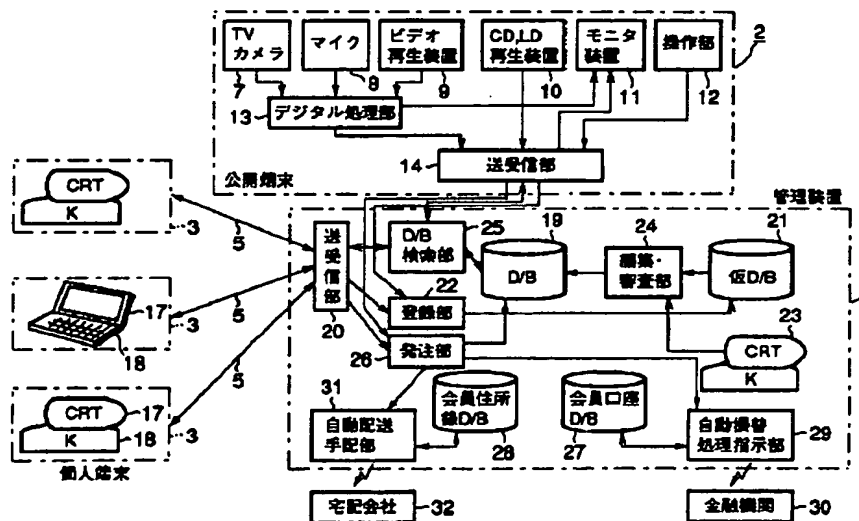 TV
カメラ
マイク
ビデオ
再生装置
CD,LD
再生装置
モニタ
装置
操作部
2
7
8
9
10
11
12
13
デジタル処理部
14
送受信部
公開端末
管理装置
CRT
K
3
5
送受信部
20
D/B
検索部
25
19
D/B
24
編集・
審査部
21
仮D/B
17
18
3
5
22
登録部
26
発注部
23
CRT
K
5
CRT
17
K
18
3
個人端末
31
自動配送
手配部
会員住所
録D/B
28
会員口座
D/B
27
自動振替
処理指示部
29
宅配会社
32
金融機関
30